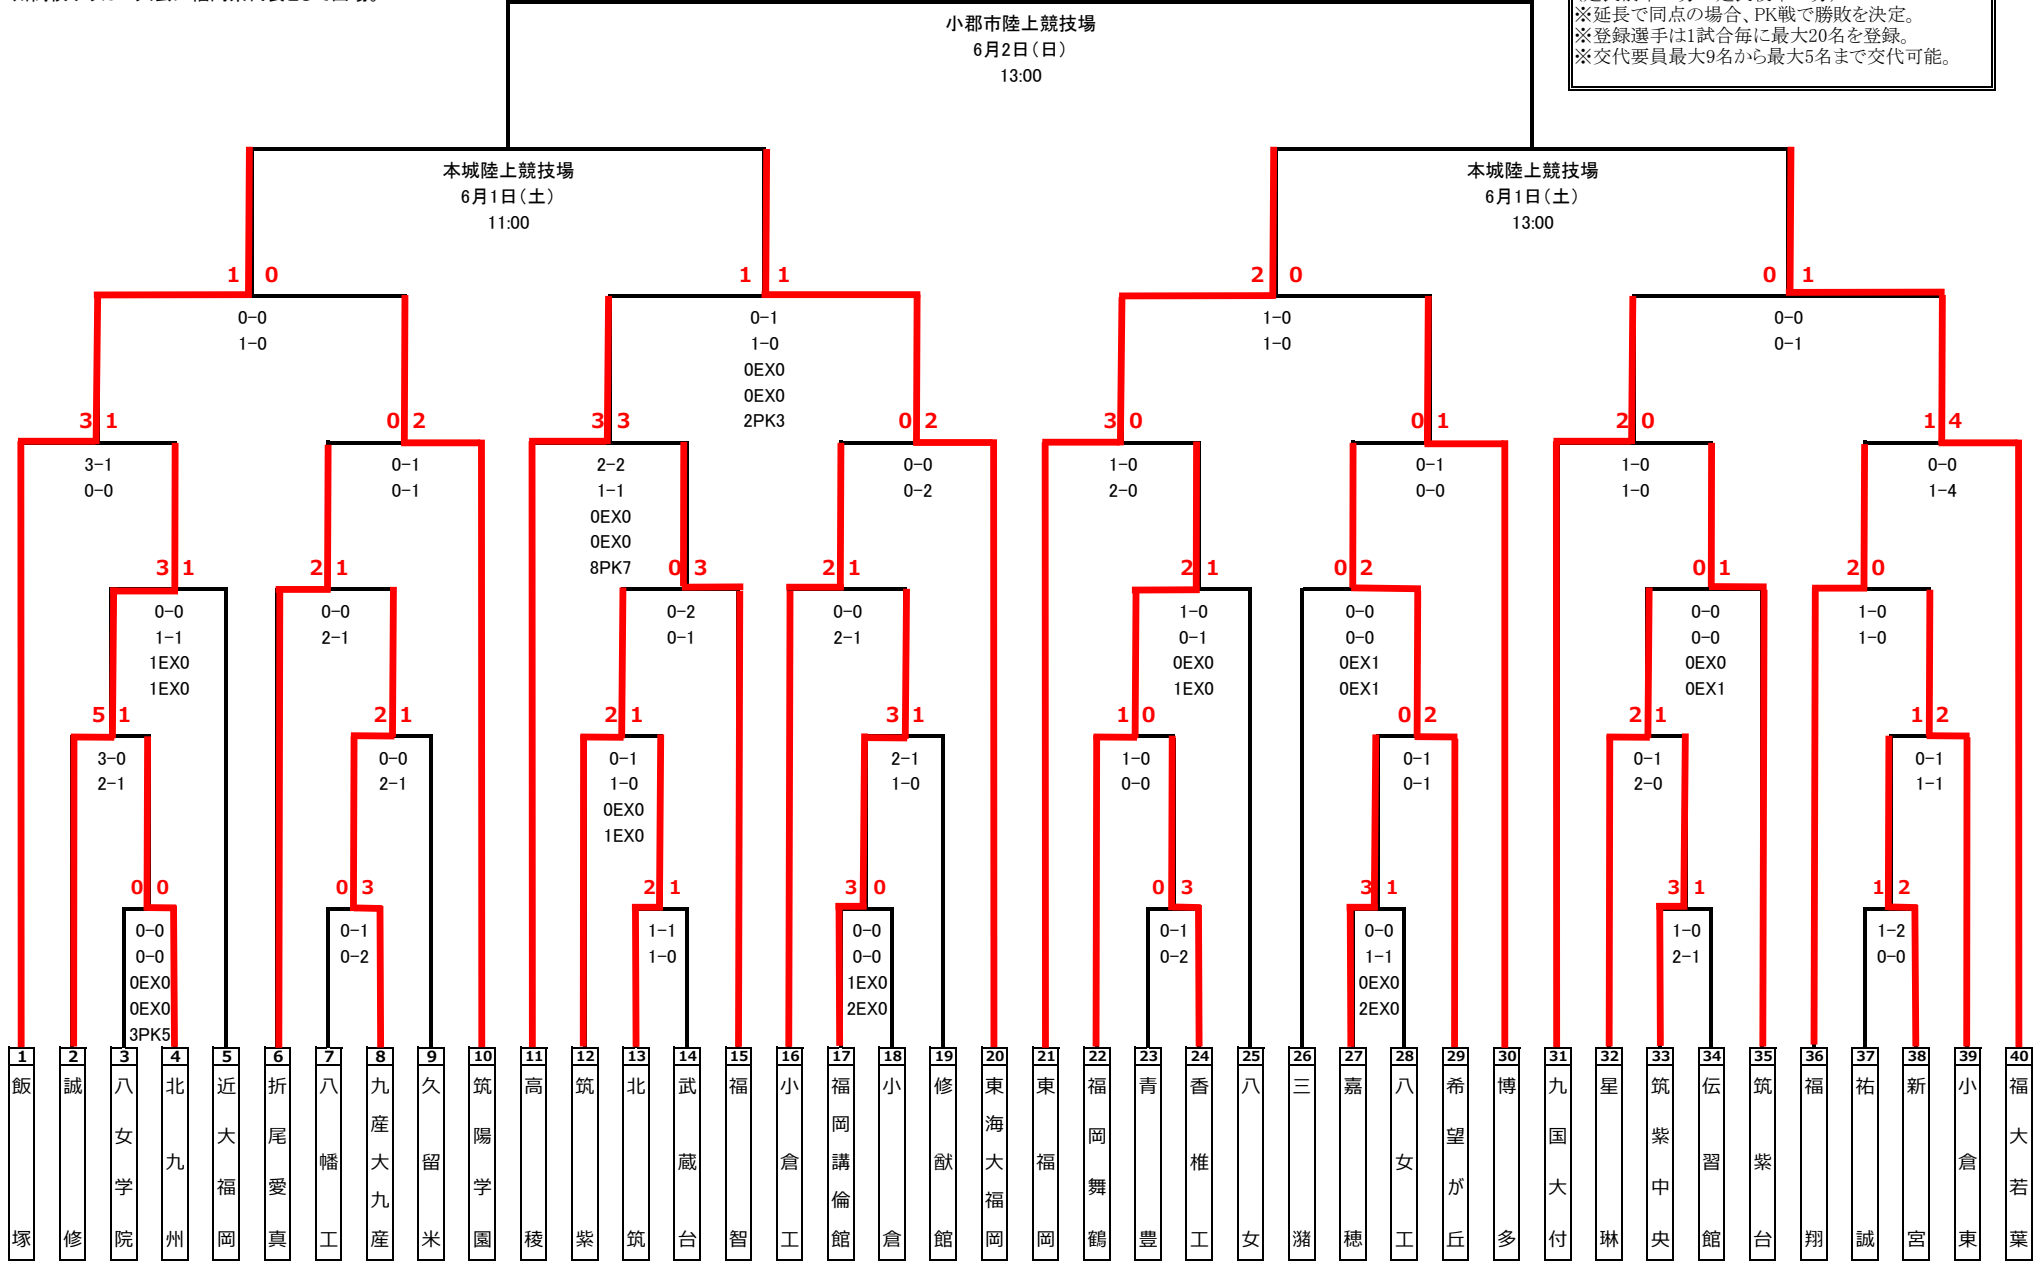 小郡市陸上競技場
6月2日（日）
13:00
※延長で同点の場合、PK戦で勝敗を決定。
※登録選手は1試合毎に最大20名を登録。
※交代要員最大9名から最大5名まで交代可能。
本城陸上競技場
6月1日（土）
11:00
本城陸上競技場
6月1日（土）
13:00
1 0
1 1
2 0
0 1
0-0
1-0
0-1
1-0
0EX0
0EX0
2PK3
1-0
1-0
0-0
0-1
3 1
0 2
3 3
0 2
3 0
0 1
2 0
1 4
3-1
0-0
0-1
0-1
2-2
1-1
0EX0
0EX0
8PK7
0-0
0-2
1-0
2-0
0-1
0-0
1-0
1-0
0-0
1-4
3 1
2 1
0 3
2 1
2 1
0 2
0 1
2 0
0-0
1-1
1EX0
1EX0
0-0
2-1
0-2
0-1
0-0
2-1
1-0
0-1
0EX0
1EX0
0-0
0-0
0EX1
0EX1
0-0
0-0
0EX0
0EX1
1-0
1-0
5 1
2 1
2 1
3 1
1 0
0 2
2 1
1 2
3-0
2-1
0-0
2-1
0-1
1-0
0EX0
1EX0
2-1
1-0
1-0
0-0
0-1
0-1
0-1
2-0
0-1
1-1
0 0
0 3
2 1
3 0
0 3
3 1
3 1
1 2
0-0
0-0
0EX0
0EX0
3PK5
0-1
0-2
1-1
1-0
0-0
0-0
1EX0
2EX0
0-1
0-2
0-0
1-1
0EX0
2EX0
1-0
2-1
1-2
0-0
1 飯塚
2 誠修
3 八女学院
4 北九州
5 近大福岡
6 折尾愛真
7 八幡工
8 九産大九産
9 久留米
10 筑陽学園
11 高稜
12 筑紫
13 北筑
14 武蔵台
15 福智
16 小倉工
17 福岡講倫館
18 小倉
19 修猷館
20 東海大福岡
21 東福岡
22 福岡舞鶴
23 青豊
24 香椎工
25 八女
26 三潴
27 嘉穂
28 八女工
29 希望が丘
30 博多
31 九国大付
32 星琳
33 筑紫中央
34 伝習館
35 筑紫台
36 福翔
37 祐誠
38 新宮
39 小倉東
40 福大若葉